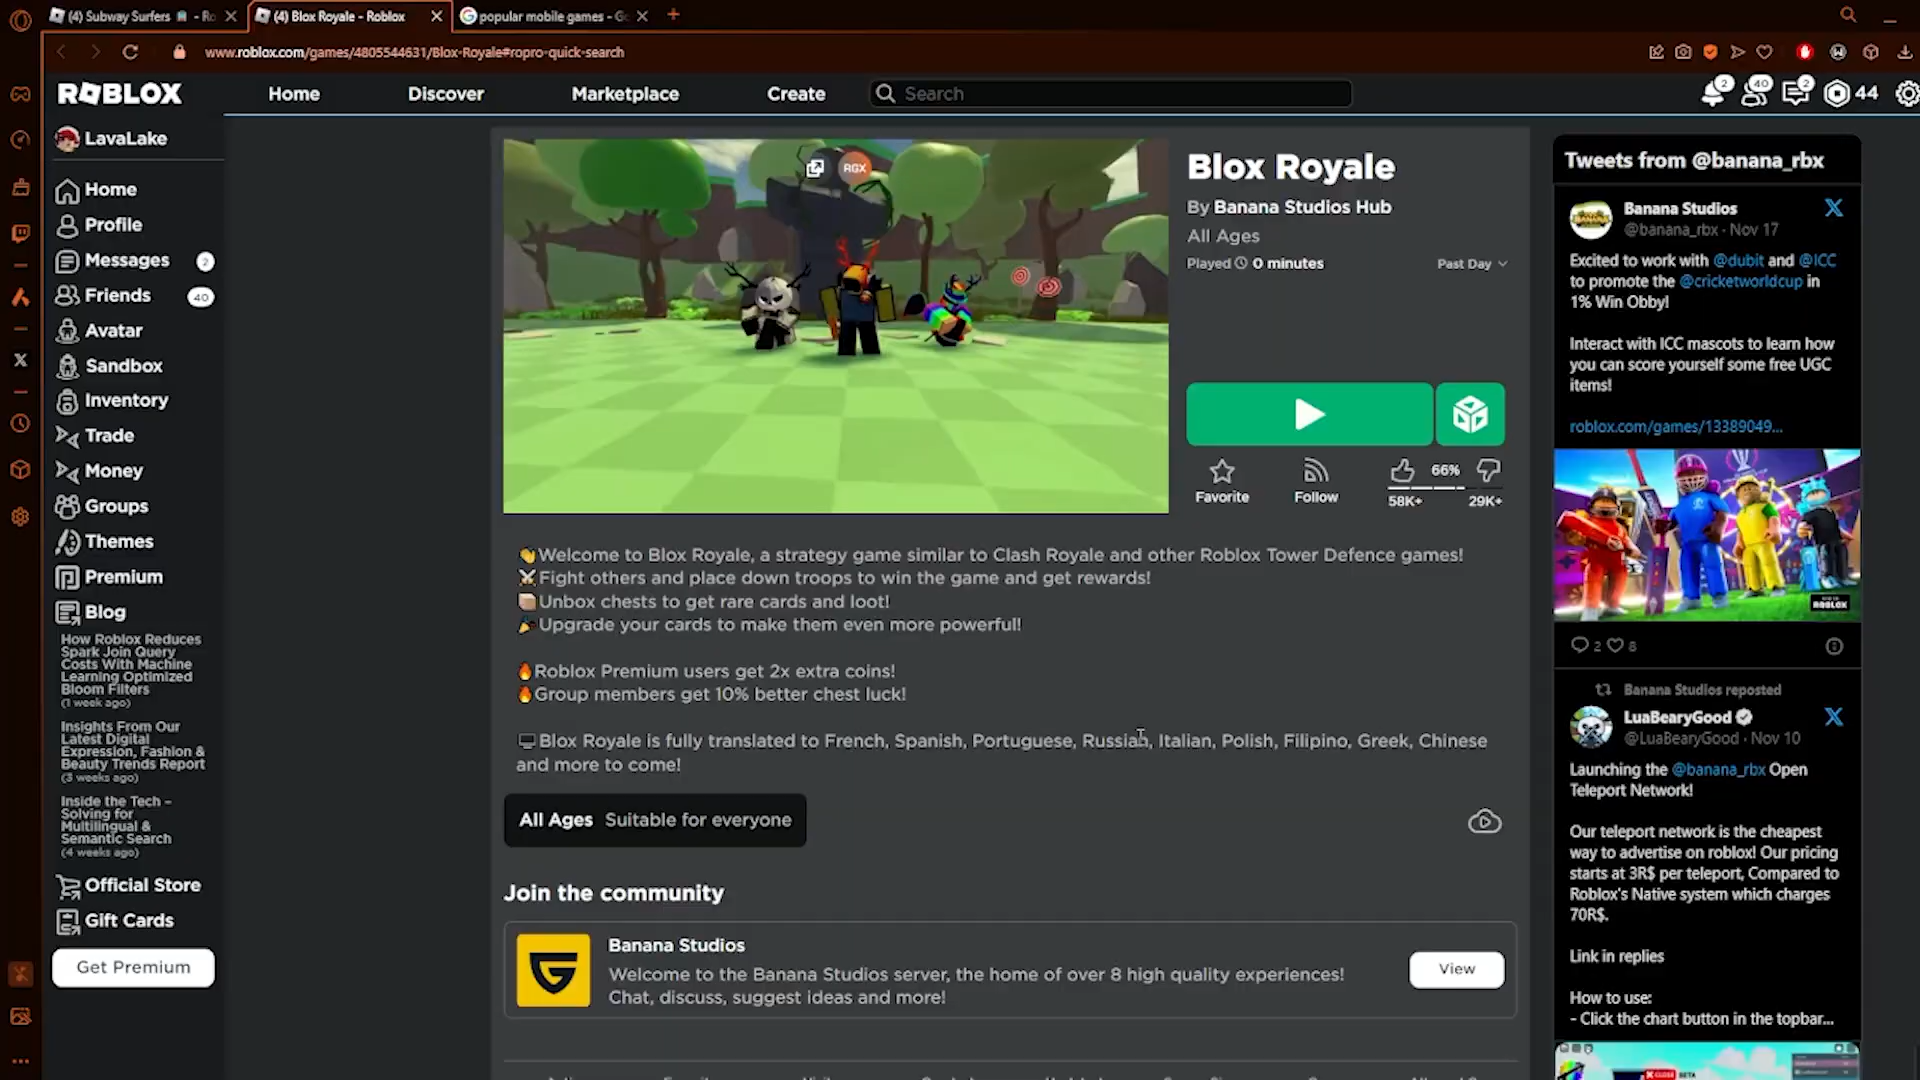 (4) Subway Surfers
(4) Blox Royale - Roblox
popular mobile games -
www.roblox.com/games/4805544631/Blox-Royale#ropro-quick-search
ROBLOX
Home
Discover
Marketplace
Create
Search
2
40
2
44
LavaLake
Home
Profile
Messages
2
Friends
40
Avatar
Sandbox
Inventory
Trade
Money
Groups
Themes
Premium
Blog
How Roblox Reduces
Spark Join Query
Costs With Machine
Learning Optimized
Bloom Filters
(1 week ago)
Insights From Our
Latest Digital
Expression, Fashion &
Beauty Trends Report
(3 weeks ago)
Inside the Tech –
Solving for
Multilingual &
Semantic Search
(4 weeks ago)
Official Store
Gift Cards
Get Premium
RGX
Blox Royale
By Banana Studios Hub
All Ages
Played 0 minutes
Past Day
Favorite
Follow
66%
58K+
29K+
👋Welcome to Blox Royale, a strategy game similar to Clash Royale and other Roblox Tower Defence games!
⚔Fight others and place down troops to win the game and get rewards!
📦Unbox chests to get rare cards and loot!
🎉Upgrade your cards to make them even more powerful!
🔥Roblox Premium users get 2x extra coins!
🔥Group members get 10% better chest luck!
🖥Blox Royale is fully translated to French, Spanish, Portuguese, Russian, Italian, Polish, Filipino, Greek, Chinese
and more to come!
All Ages Suitable for everyone
Join the community
Banana Studios
Welcome to the Banana Studios server, the home of over 8 high quality experiences!
Chat, discuss, suggest ideas and more!
View
Tweets from @banana_rbx
Banana Studios
@banana_rbx · Nov 17
Excited to work with @dubit and @ICC
to promote the @cricketworldcup in
1% Win Obby!
Interact with ICC mascots to learn how
you can score yourself some free UGC
items!
roblox.com/games/13389049...
ROBLOX
2
8
Banana Studios reposted
LuaBearyGood
@LuaBearyGood · Nov 10
Launching the @banana_rbx Open
Teleport Network!
Our teleport network is the cheapest
way to advertise on roblox! Our pricing
starts at 3R$ per teleport, Compared to
Roblox's Native system which charges
70R$.
Link in replies
How to use:
- Click the chart button in the topbar...
CLOSE BETA